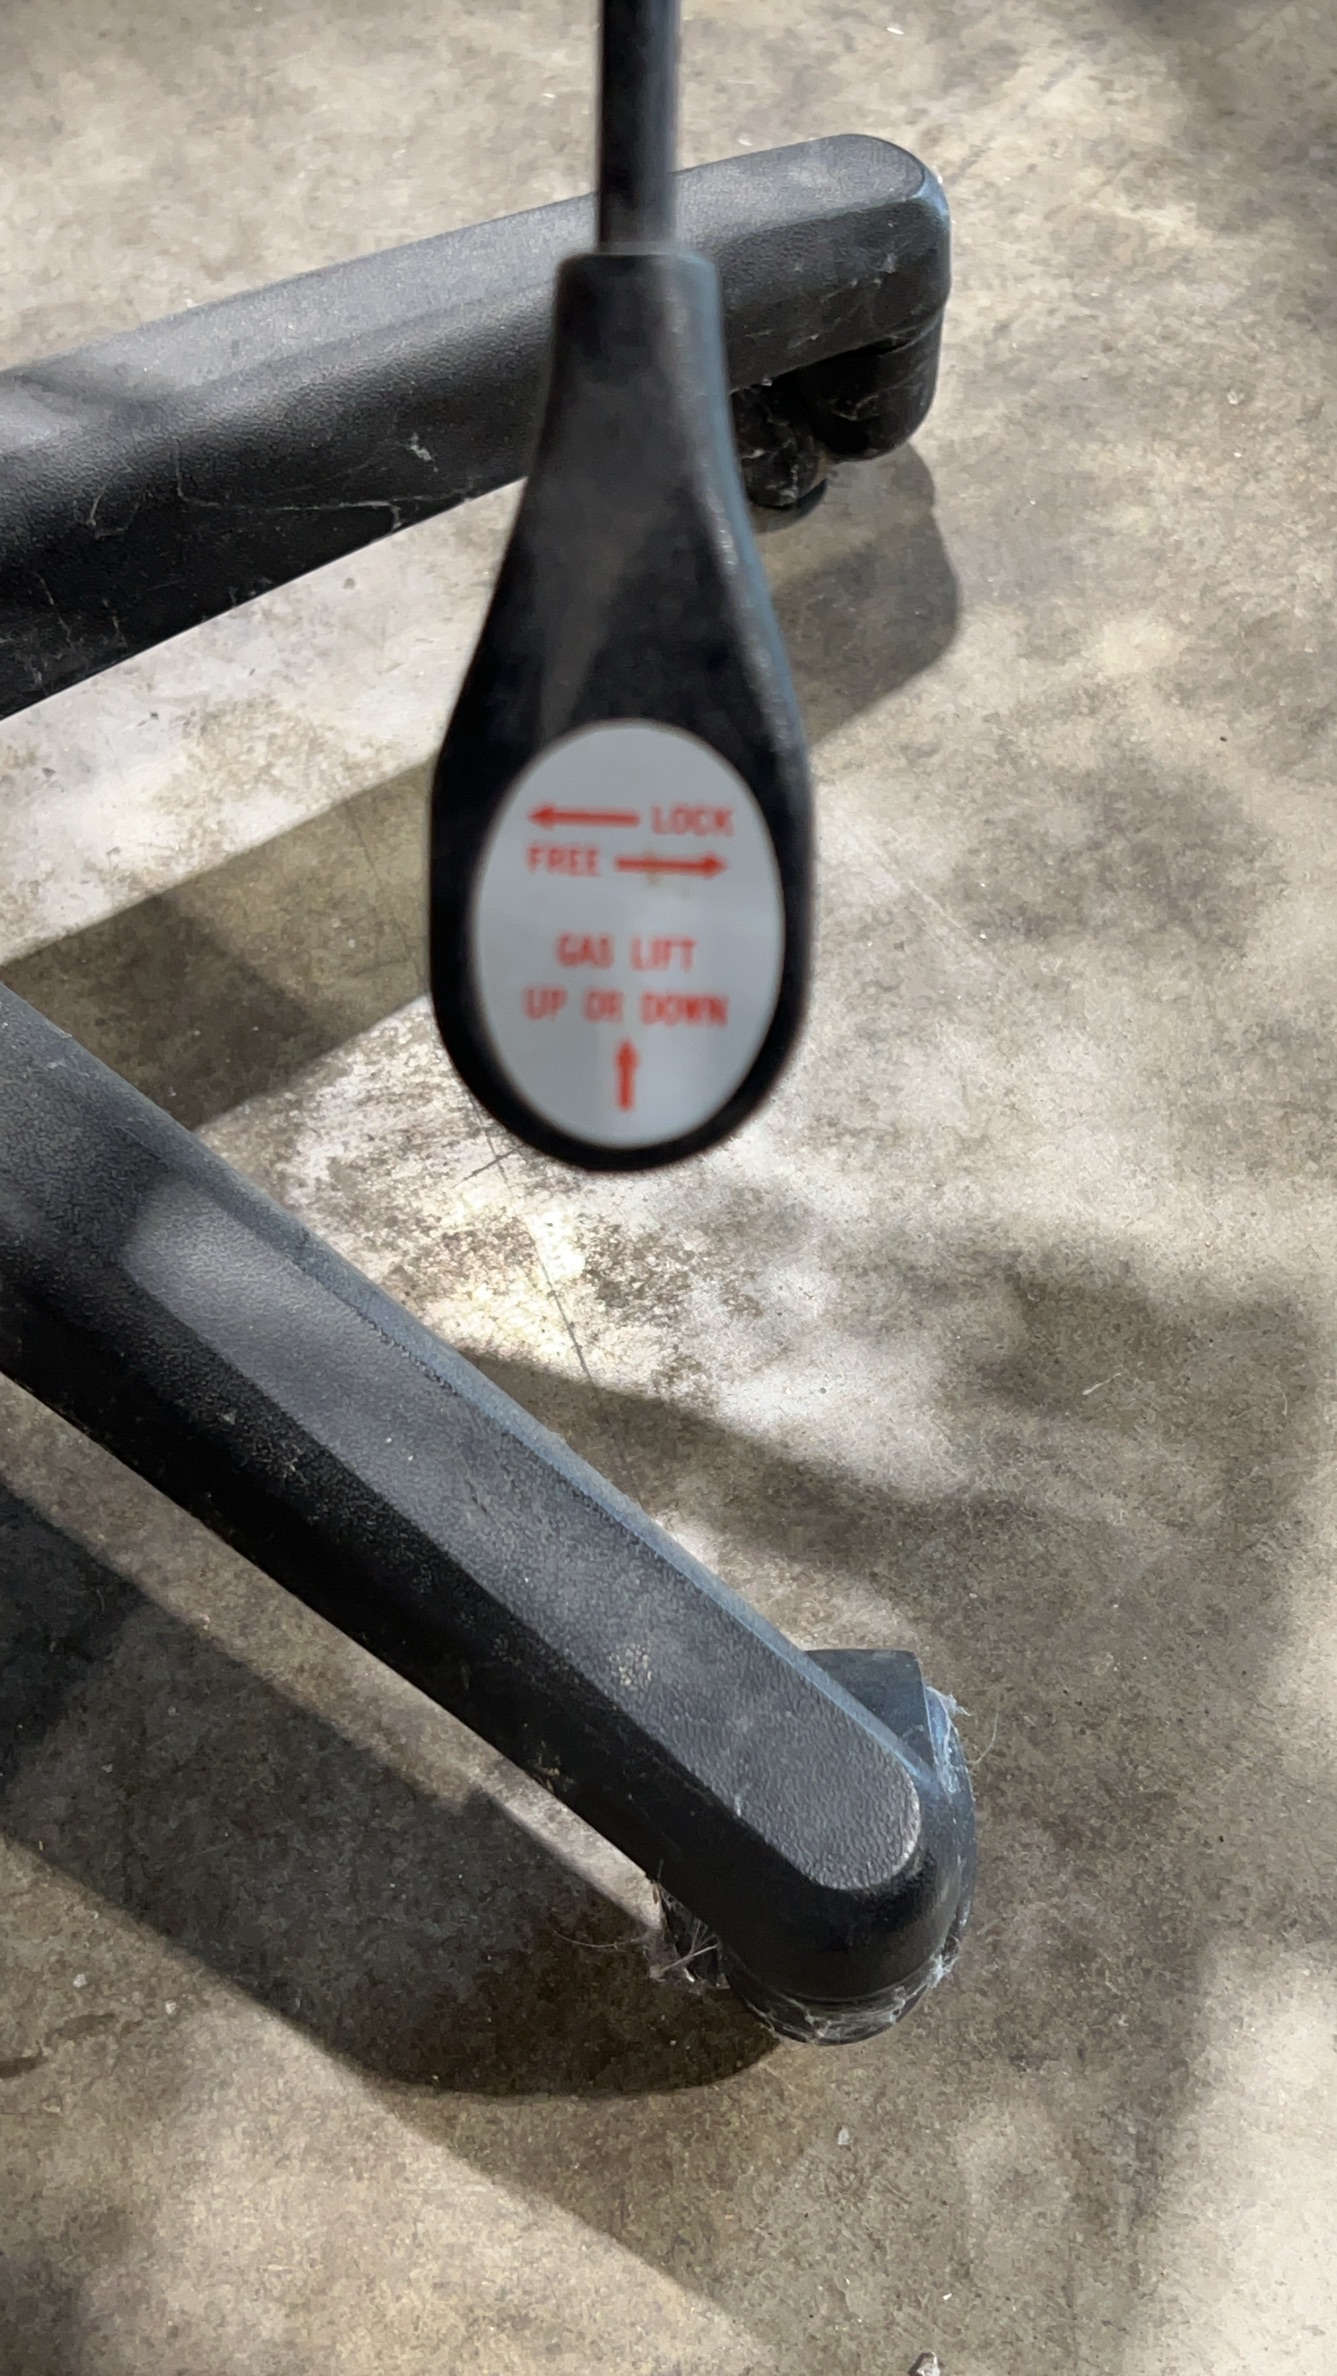 LOCK
FREE
GAS LIFT
UP OR DOWN